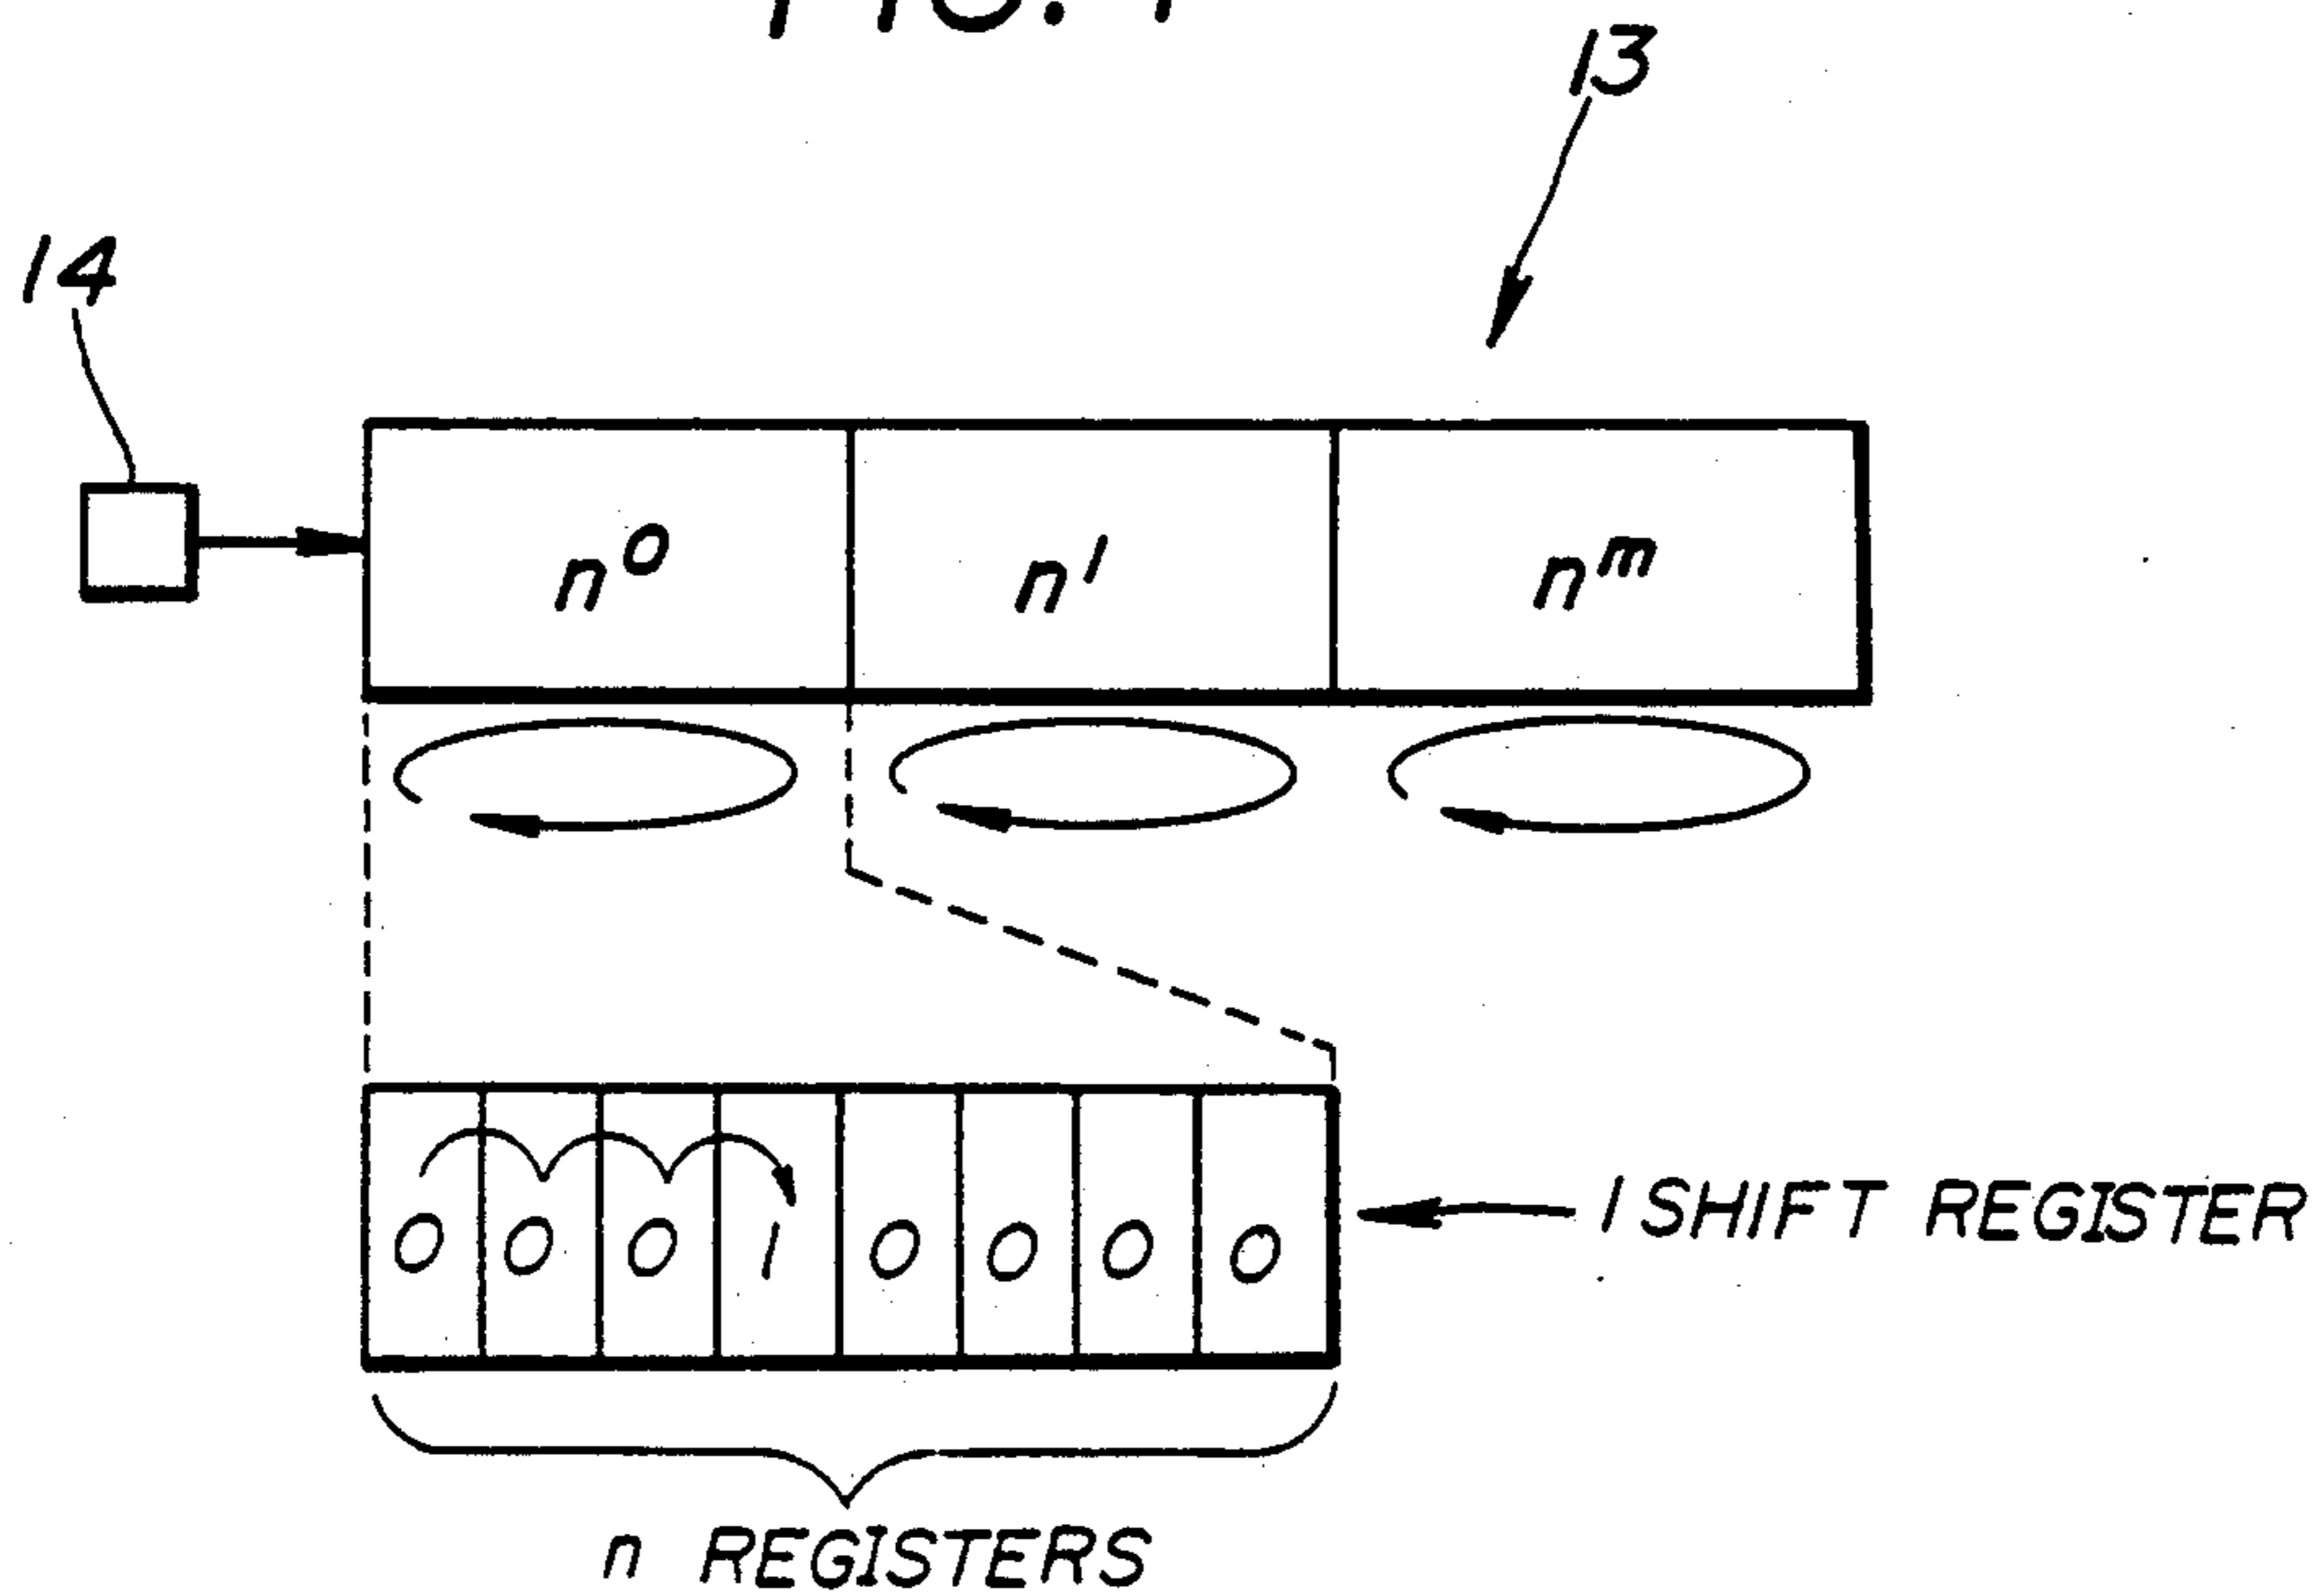 13
14
n⁰ n¹ nᵐ
0 0 0 1 0 0 0 0
1 SHIFT REGISTER
n REGISTERS